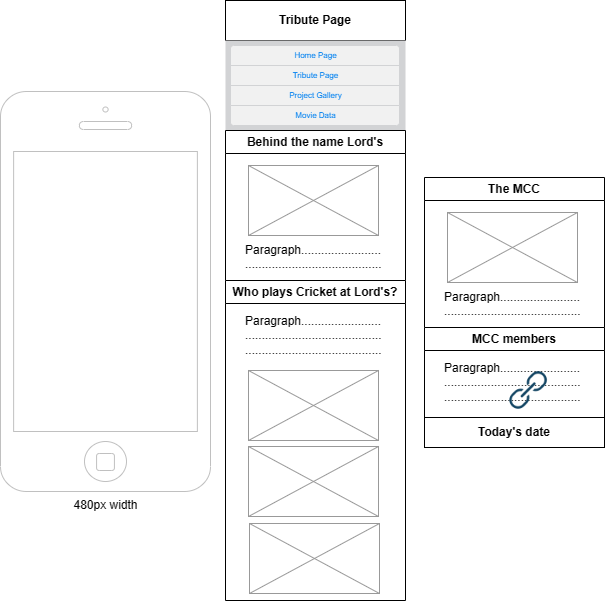 Tribute Page
Home Page
Tribute Page
Project Gallery
Movie Data
Behind the name Lord's
Paragraph........................
.........................................
Who plays Cricket at Lord's?
Paragraph........................
.........................................
.........................................
480px width
The MCC
Paragraph........................
.........................................
MCC members
Paragraph........................
.........................................
.........................................
Today's date